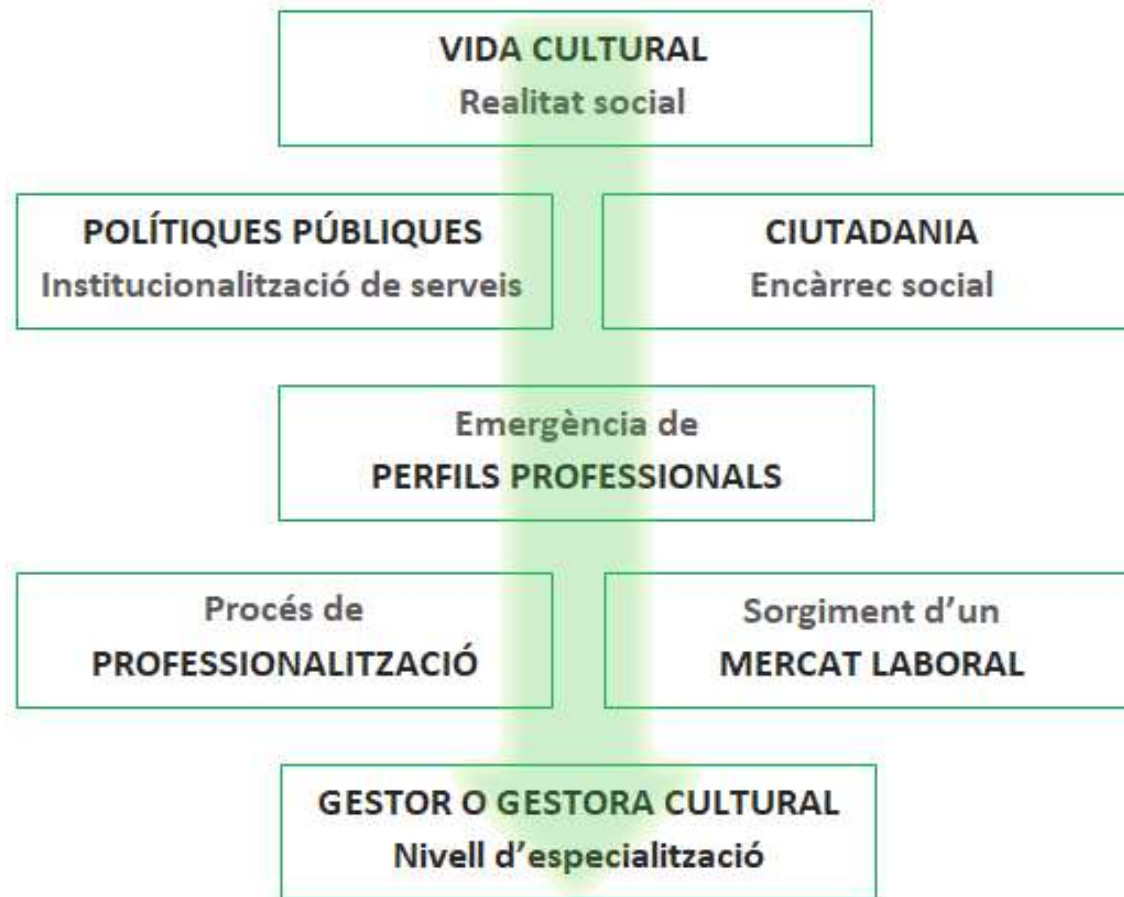 VIDA CULTURAL
Realitat social
POLÍTIQUES PÚBLIQUES
Institucionalització de serveis
CIUTADANIA
Encàrrec social
Emergència de
PERFILS PROFESSIONALS
Procés de
PROFESSIONALITZACIÓ
Sorgiment d’un
MERCAT LABORAL
GESTOR O GESTORA CULTURAL
Nivell d’especialització